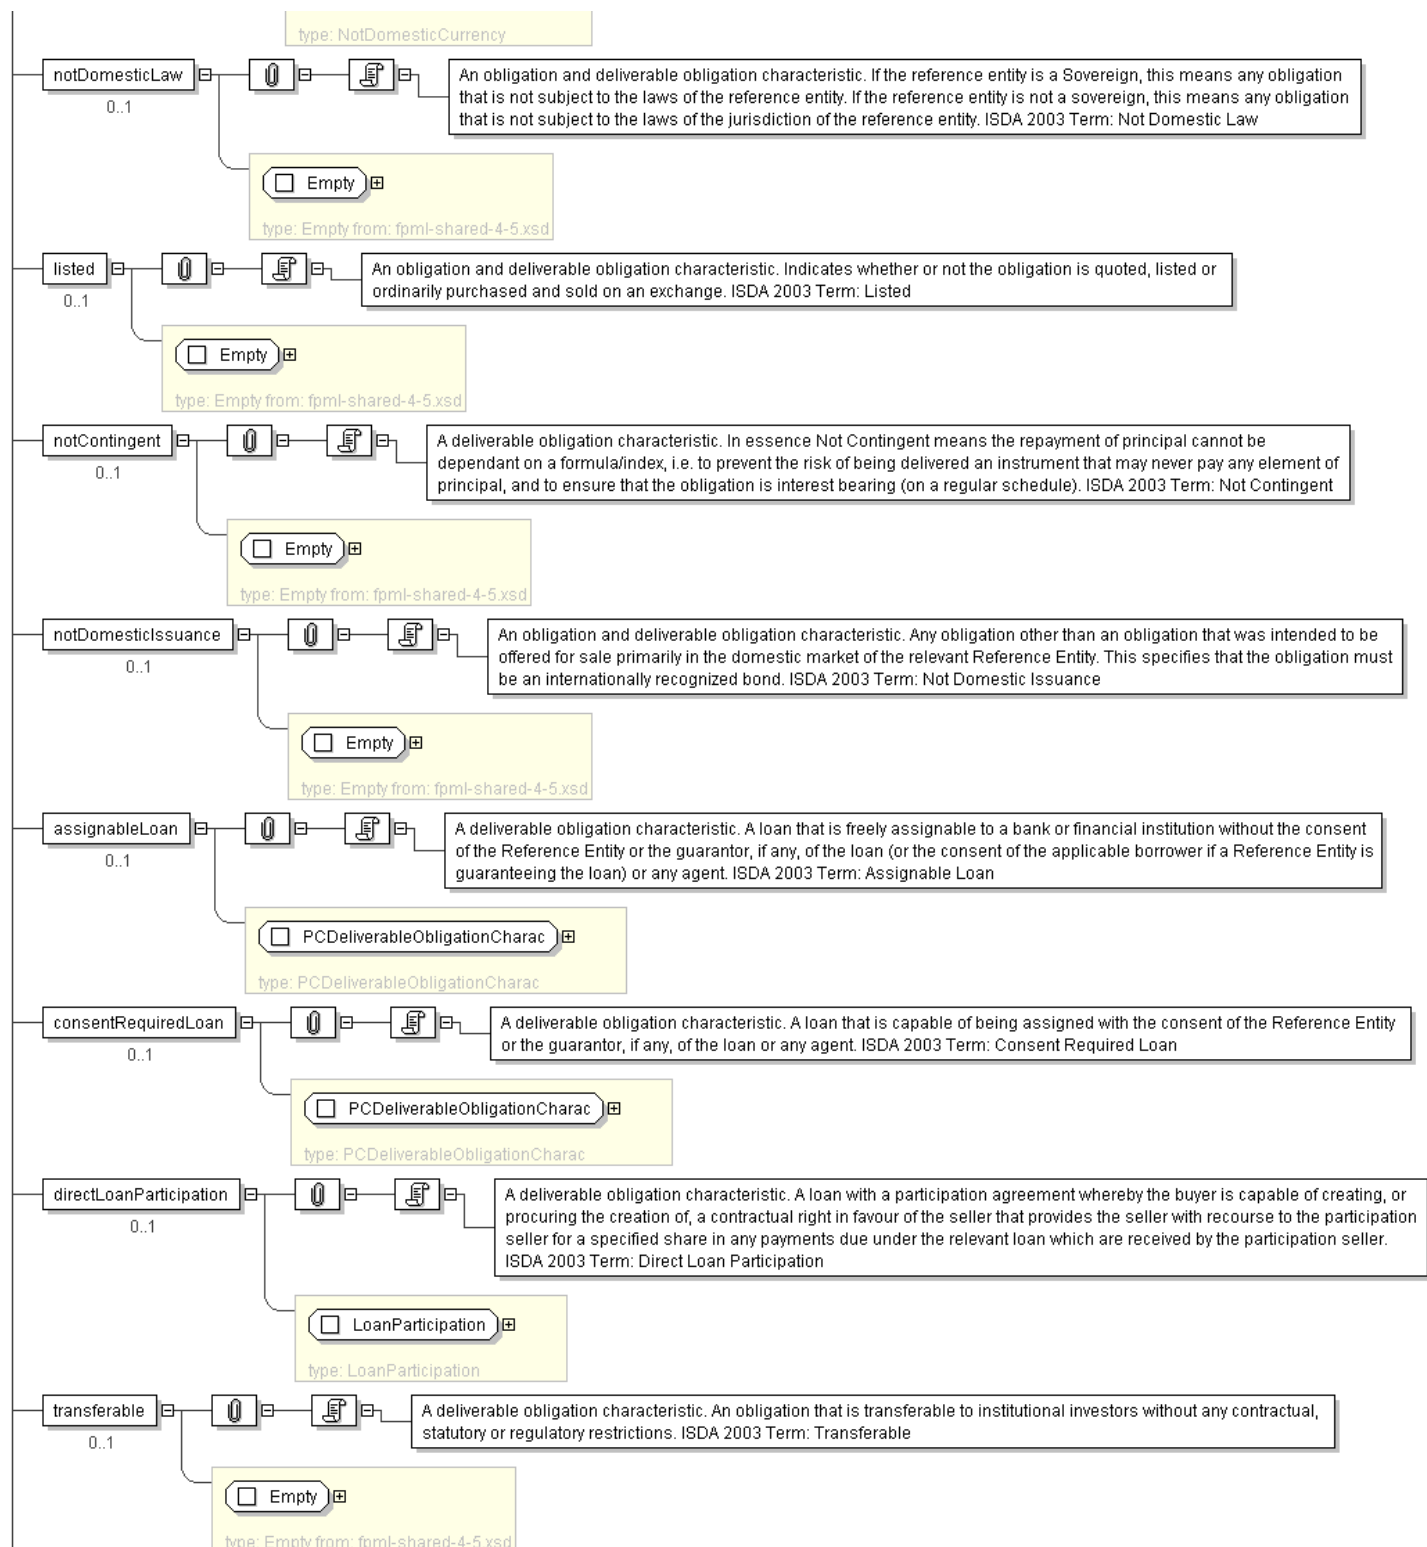 type: NotDomesticCurrency
notDomesticLaw
0..1
An obligation and deliverable obligation characteristic. If the reference entity is a Sovereign, this means any obligation
that is not subject to the laws of the reference entity. If the reference entity is not a sovereign, this means any obligation
that is not subject to the laws of the jurisdiction of the reference entity. ISDA 2003 Term: Not Domestic Law
Empty
type: Empty from: fpml-shared-4-5.xsd
listed
0..1
An obligation and deliverable obligation characteristic. Indicates whether or not the obligation is quoted, listed or
ordinarily purchased and sold on an exchange. ISDA 2003 Term: Listed
Empty
type: Empty from: fpml-shared-4-5.xsd
notContingent
0..1
A deliverable obligation characteristic. In essence Not Contingent means the repayment of principal cannot be
dependant on a formula/index, i.e. to prevent the risk of being delivered an instrument that may never pay any element of
principal, and to ensure that the obligation is interest bearing (on a regular schedule). ISDA 2003 Term: Not Contingent
Empty
type: Empty from: fpml-shared-4-5.xsd
notDomesticIssuance
0..1
An obligation and deliverable obligation characteristic. Any obligation other than an obligation that was intended to be
offered for sale primarily in the domestic market of the relevant Reference Entity. This specifies that the obligation must
be an internationally recognized bond. ISDA 2003 Term: Not Domestic Issuance
Empty
type: Empty from: fpml-shared-4-5.xsd
assignableLoan
0..1
A deliverable obligation characteristic. A loan that is freely assignable to a bank or financial institution without the consent
of the Reference Entity or the guarantor, if any, of the loan (or the consent of the applicable borrower if a Reference Entity is
guaranteeing the loan) or any agent. ISDA 2003 Term: Assignable Loan
PCDeliverableObligationCharac
type: PCDeliverableObligationCharac
consentRequiredLoan
0..1
A deliverable obligation characteristic. A loan that is capable of being assigned with the consent of the Reference Entity
or the guarantor, if any, of the loan or any agent. ISDA 2003 Term: Consent Required Loan
PCDeliverableObligationCharac
type: PCDeliverableObligationCharac
directLoanParticipation
0..1
A deliverable obligation characteristic. A loan with a participation agreement whereby the buyer is capable of creating, or
procuring the creation of, a contractual right in favour of the seller that provides the seller with recourse to the participation
seller for a specified share in any payments due under the relevant loan which are received by the participation seller.
ISDA 2003 Term: Direct Loan Participation
LoanParticipation
type: LoanParticipation
transferable
0..1
A deliverable obligation characteristic. An obligation that is transferable to institutional investors without any contractual,
statutory or regulatory restrictions. ISDA 2003 Term: Transferable
Empty
type: Empty from: fpml-shared-4-5.xsd